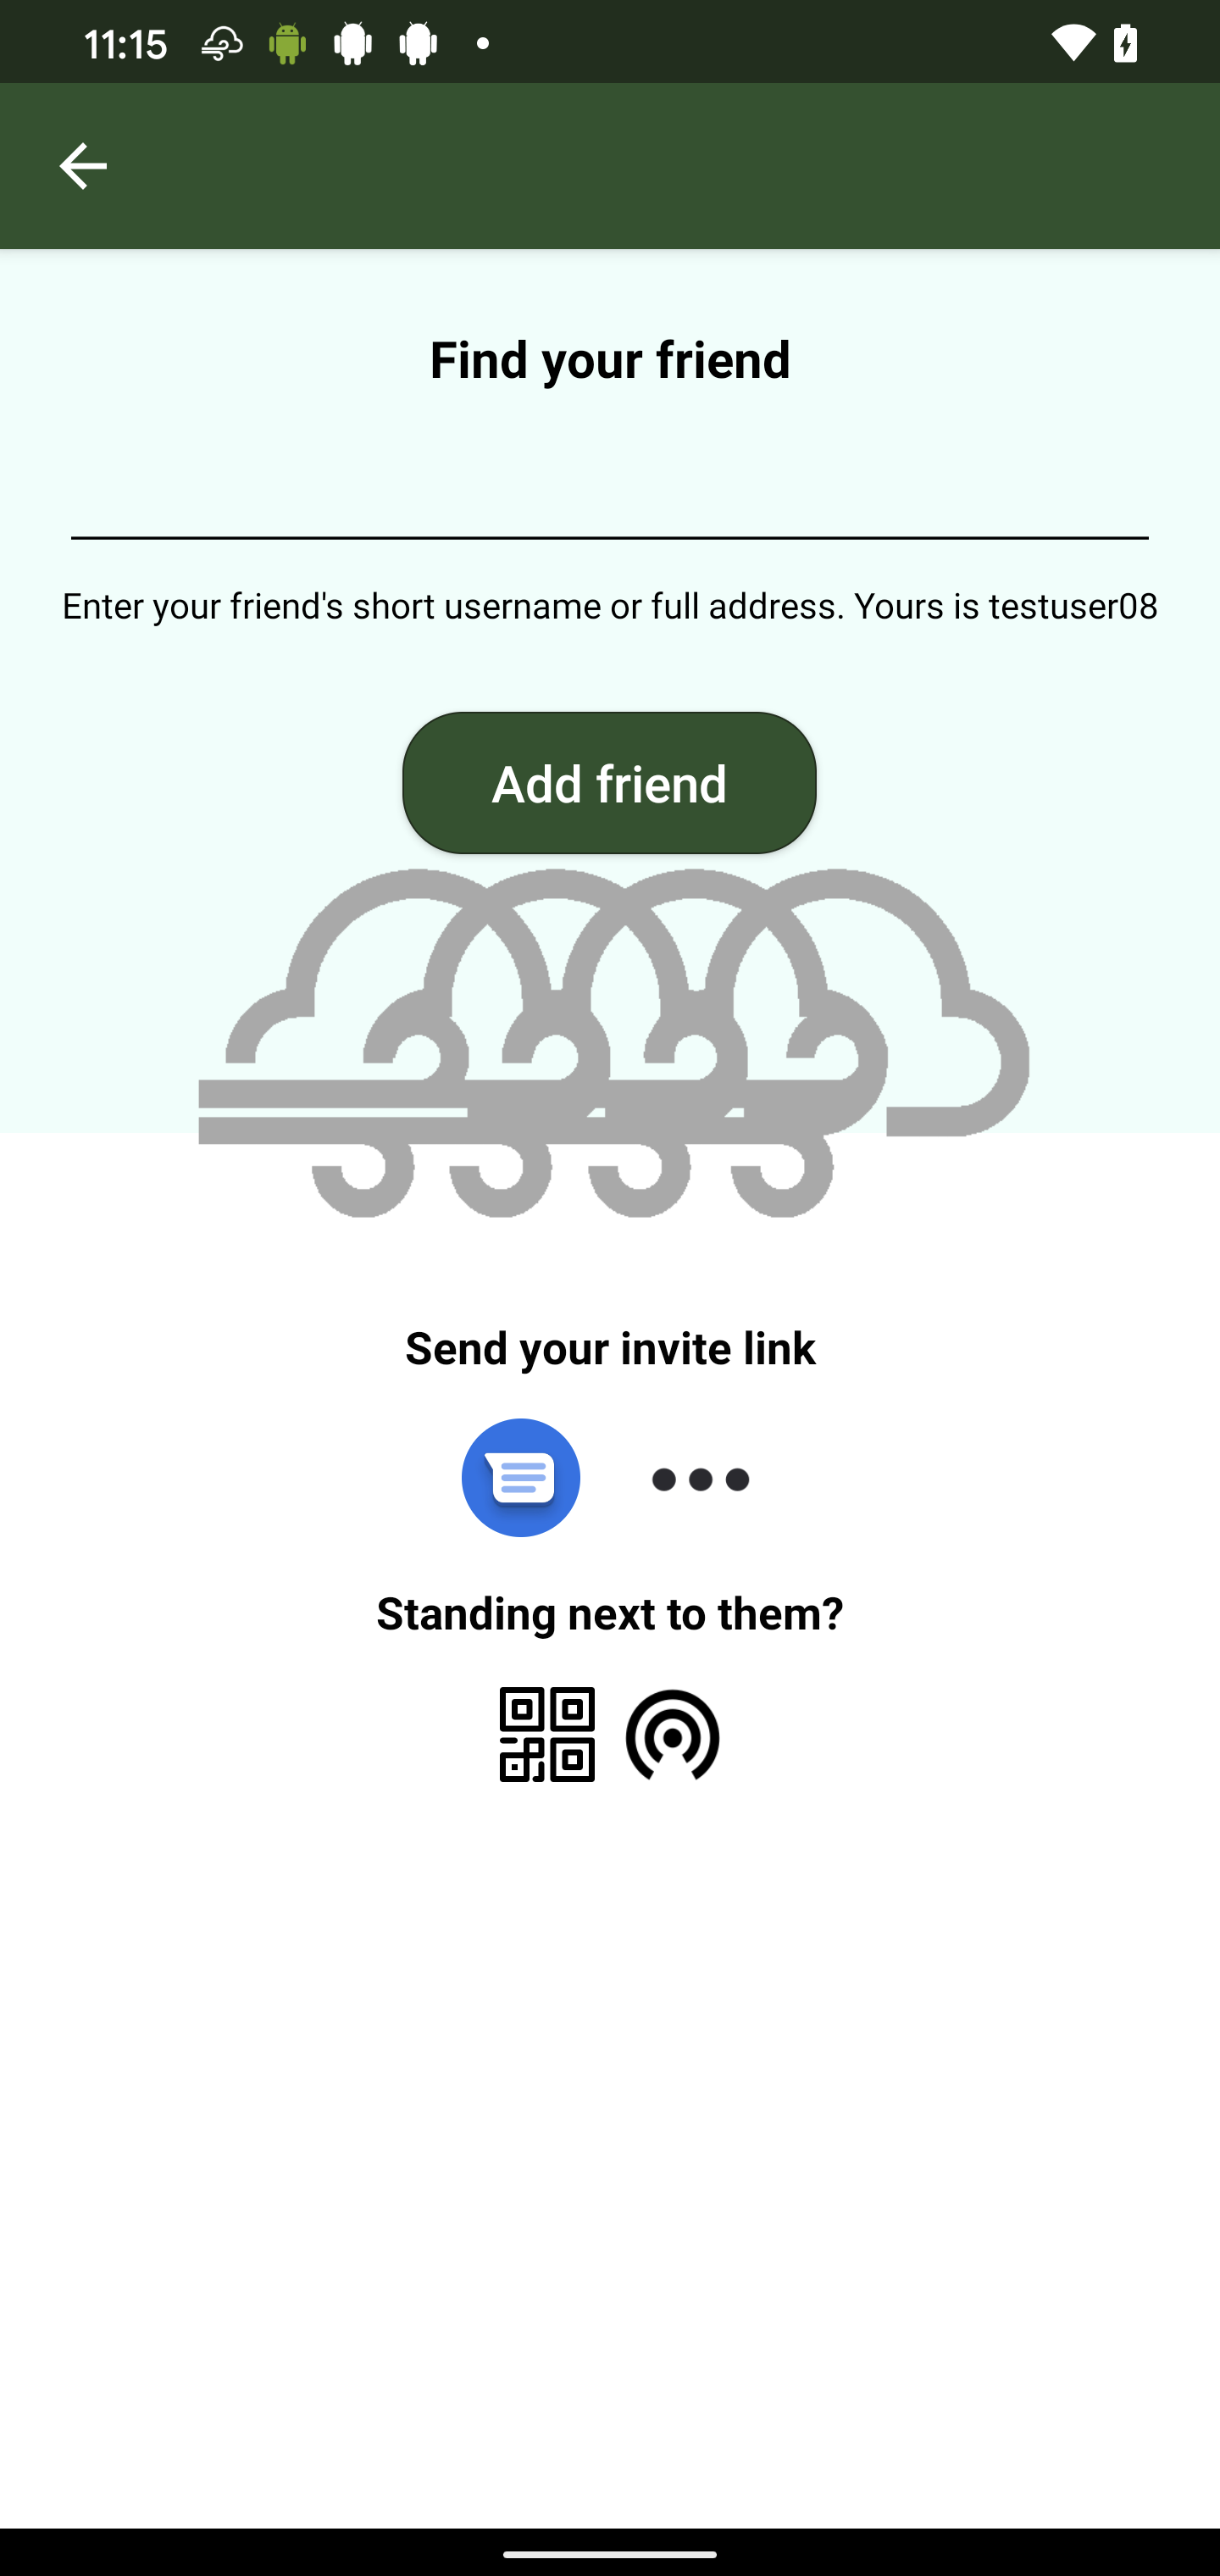 11:15
Find your friend
Enter your friend's short username or full address. Yours is testuser08
Add friend
Send your invite link
Standing next to them?